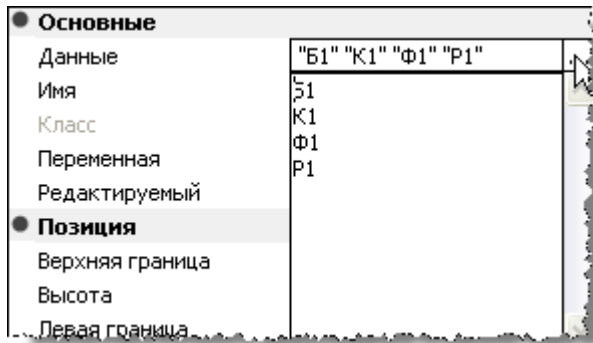 Основные
Данные "Б1" "К1" "Ф1" "Р1"
Имя Б1
Класс К1
Ф1
Переменная Р1
Редактируемый
Позиция
Верхняя граница
Высота
Левая граница